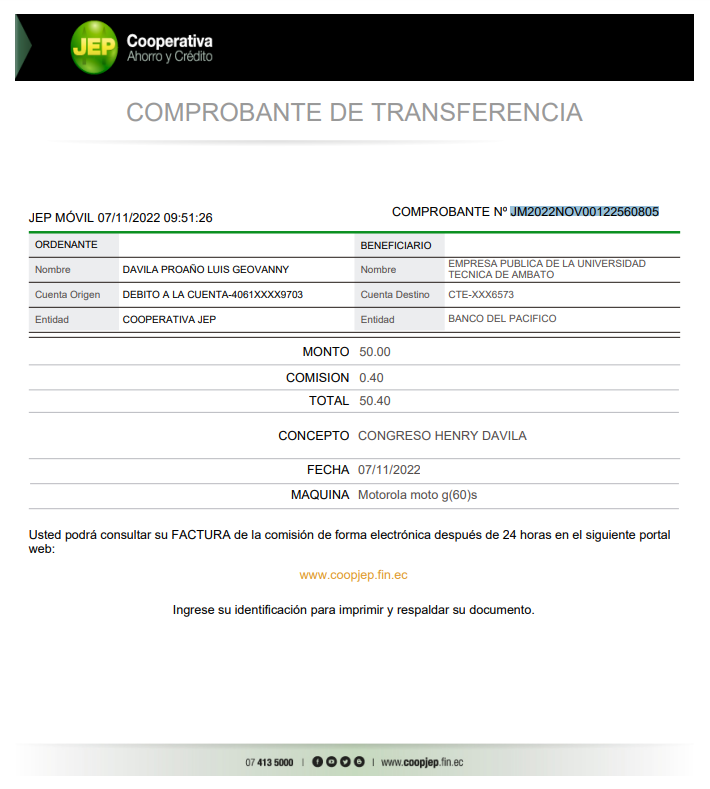 JEP Cooperativa
Ahorro y Crédito
COMPROBANTE DE TRANSFERENCIA
JEP MÓVIL 07/11/2022 09:51:26
COMPROBANTE Nº JM2022NOV00122560805
ORDENANTE BENEFICIARIO
Nombre DAVILA PROAÑO LUIS GEOVANNY Nombre EMPRESA PUBLICA DE LA UNIVERSIDAD
TECNICA DE AMBATO
Cuenta Origen DEBITO A LA CUENTA-4061XXXX9703 Cuenta Destino CTE-XXX6573
Entidad COOPERATIVA JEP Entidad BANCO DEL PACIFICO
MONTO 50.00
COMISION 0.40
TOTAL 50.40
CONCEPTO CONGRESO HENRY DAVILA
FECHA 07/11/2022
MAQUINA Motorola moto g(60)s
Usted podrá consultar su FACTURA de la comisión de forma electrónica después de 24 horas en el siguiente portal
web:
www.coopjep.fin.ec
Ingrese su identificación para imprimir y respaldar su documento.
07 413 5000 | www.coopjep.fin.ec